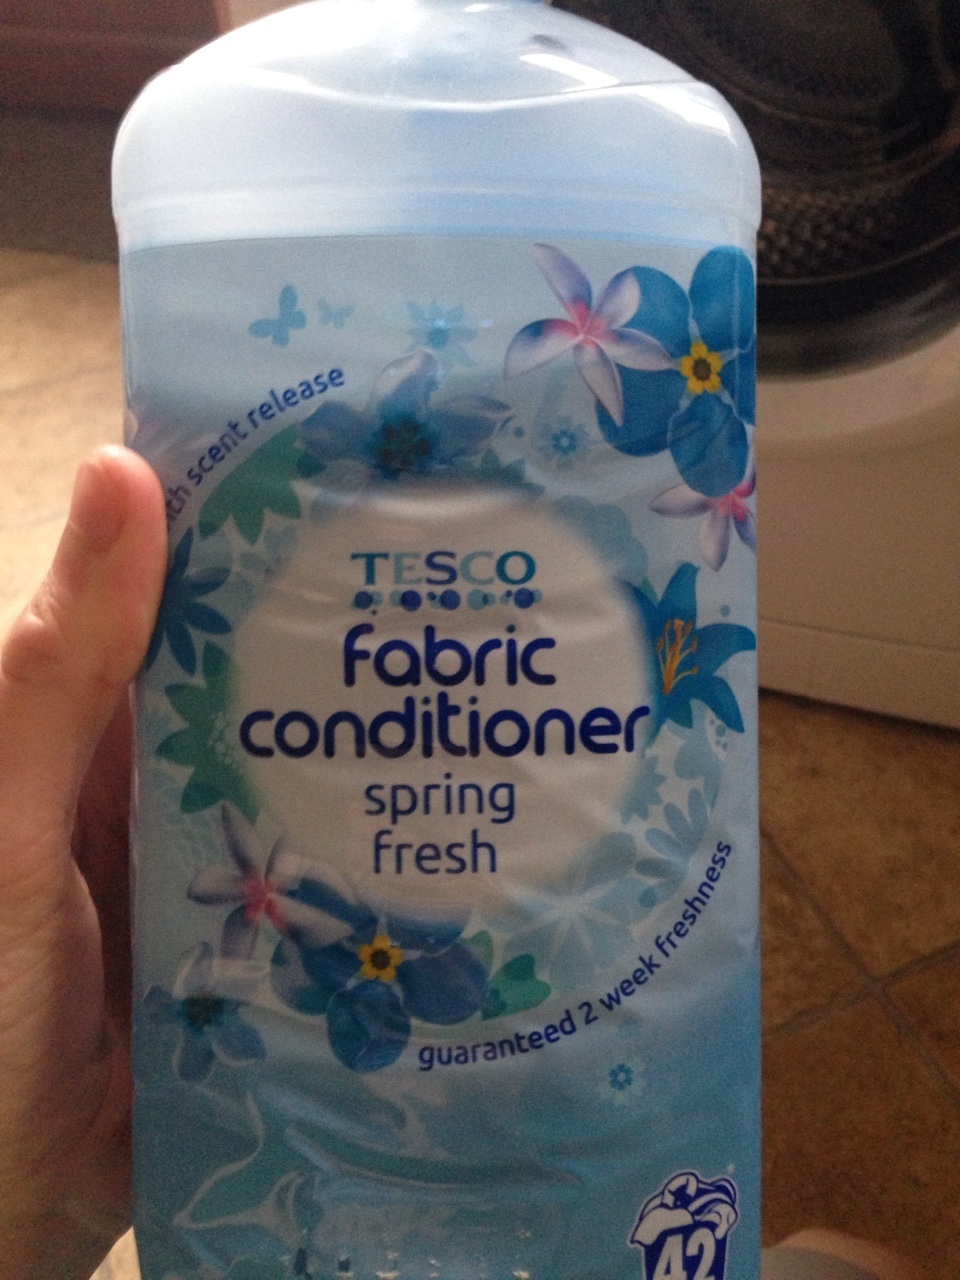 scent release
TESCO
fabric
conditioner
spring
fresh
guaranteed 2 week freshness
42